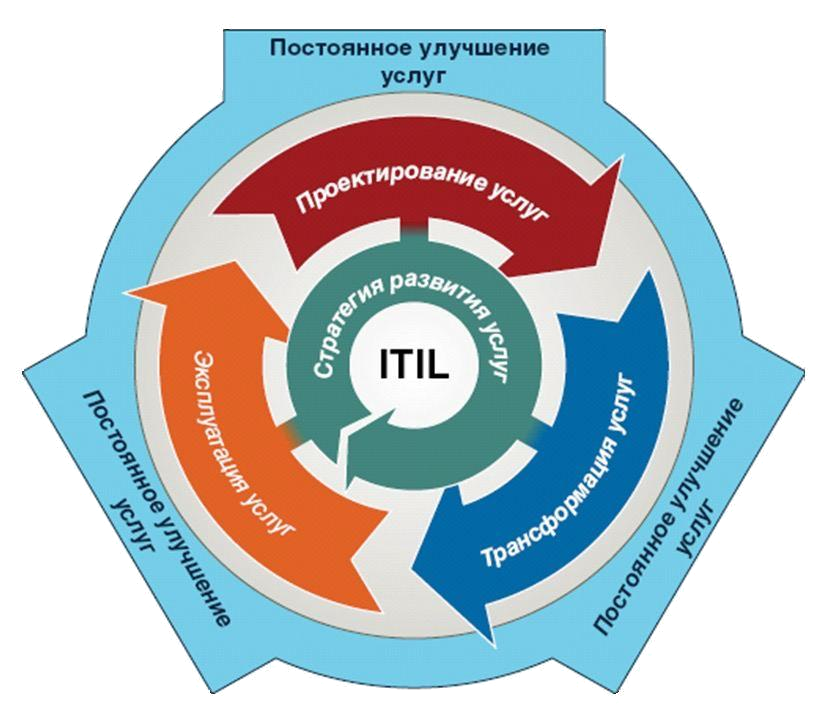 Постоянное улучшение
услуг
Проектирование услуг
Стратегия развития услуг
ITIL
Эксплуатация услуг
Трансформация услуг
Постоянное улучшение
услуг
Постоянное улучшение
услуг